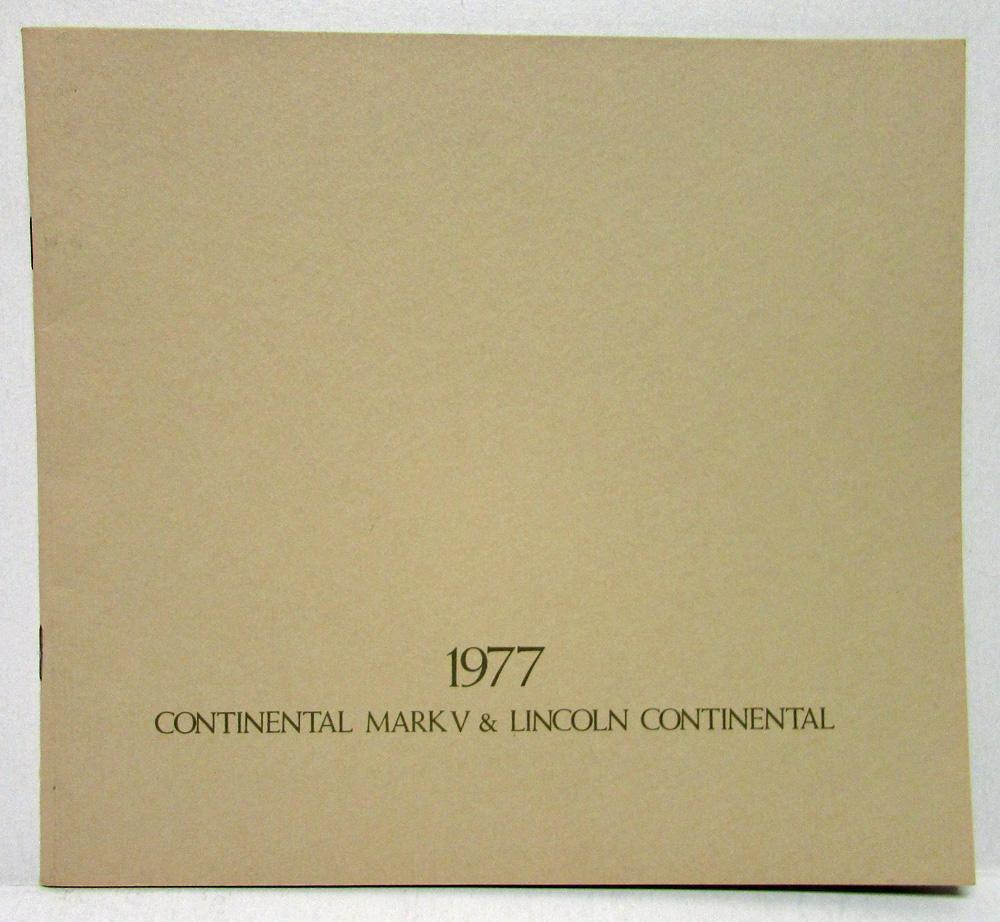 1977
CONTINENTAL MARK V & LINCOLN CONTINENTAL